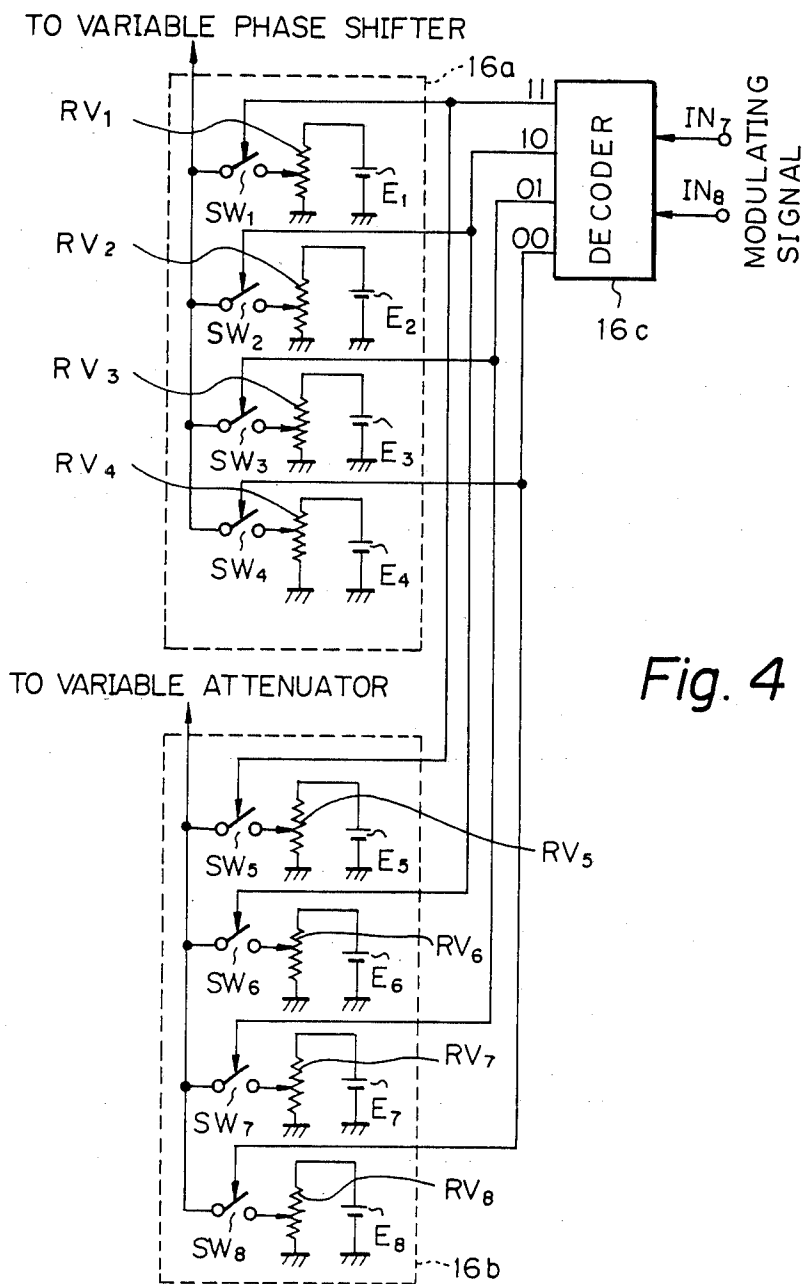 TO VARIABLE PHASE SHIFTER
16a
RV1
SW1
E1
RV2
SW2
E2
RV3
SW3
E3
RV4
SW4
E4
11
10
01
00
DECODER
16c
IN7
IN8
MODULATING
SIGNAL
Fig. 4
TO VARIABLE ATTENUATOR
SW5
E5
RV5
SW6
E6
RV6
SW7
E7
RV7
SW8
E8
RV8
16b